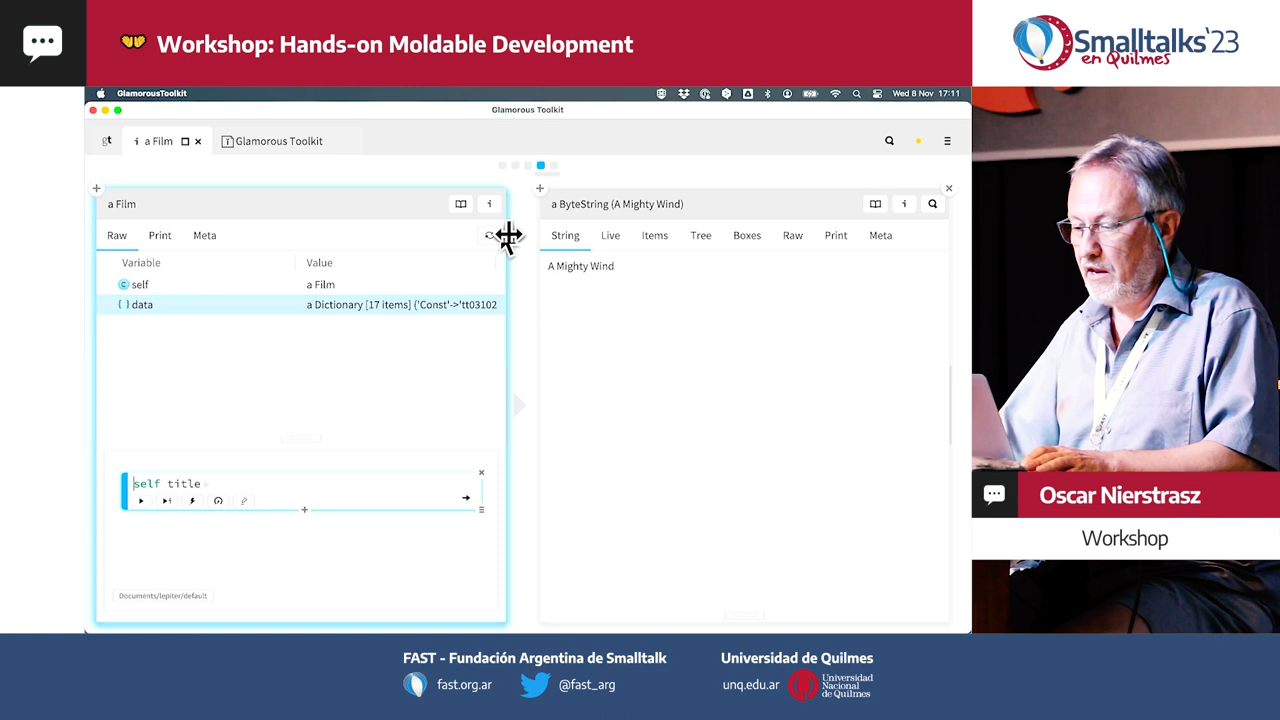 Workshop: Hands-on Moldable Development
Smalltalks'23
en Quilmes
GlamorousToolkit
Wed 8 Nov 17:11
Glamorous Toolkit
gt
a Film
Glamorous Toolkit
a Film
i
Raw Print Meta
Variable Value
self a Film
data a Dictionary [17 items] ('Const'->'tt03102
self title
Documents/lepiter/default
a ByteString (A Mighty Wind)
i
String Live Items Tree Boxes Raw Print Meta
A Mighty Wind
Oscar Nierstrasz
Workshop
FAST - Fundación Argentina de Smalltalk
fast.org.ar @fast_arg
Universidad de Quilmes
unq.edu.ar
Universidad
Nacional
de Quilmes